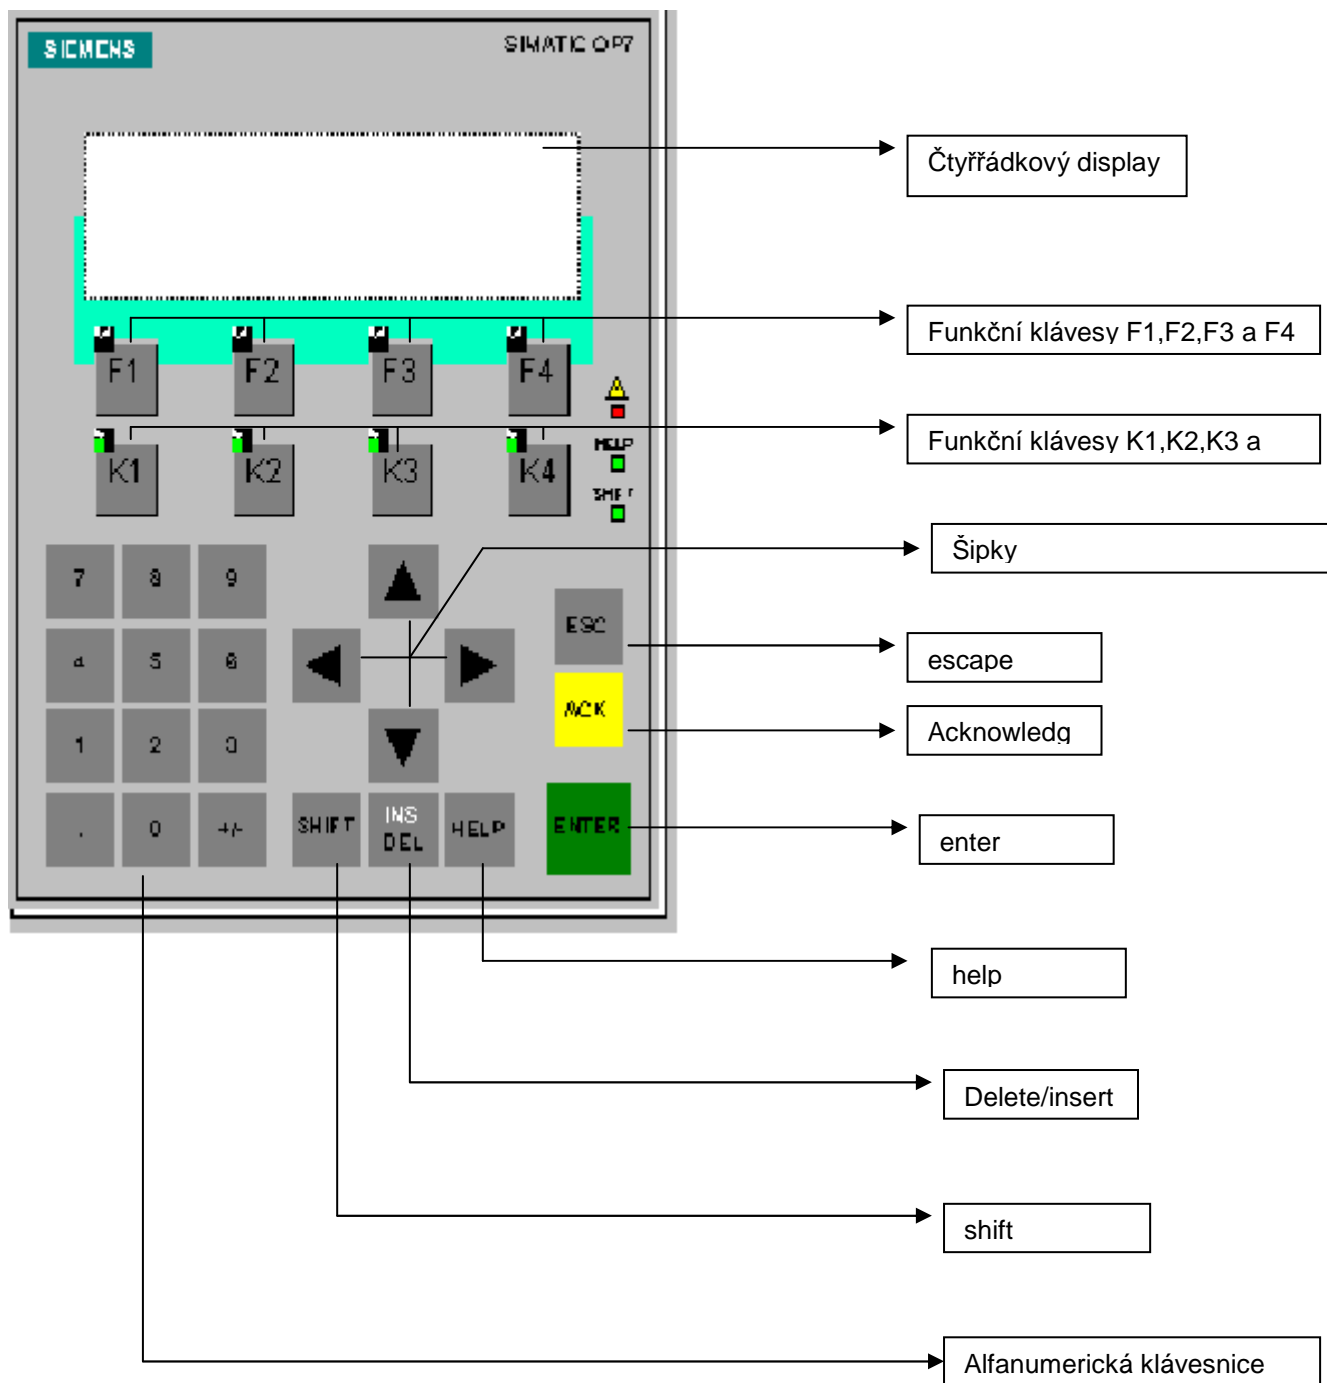 SIEMENS
SIMATIC OP7
Čtyřřádkový display
F1 F2 F3 F4
Funkční klávesy F1,F2,F3 a F4
K1 K2 K3 K4
Funkční klávesy K1,K2,K3 a
HELP
SHIFT
7 8 9
Šipky
ESC
4 5 6
escape
ACK
1 2 3
Acknowledg
. 0 +/-
SHIFT
INS
DEL
HELP
ENTER
enter
help
Delete/insert
shift
Alfanumerická klávesnice